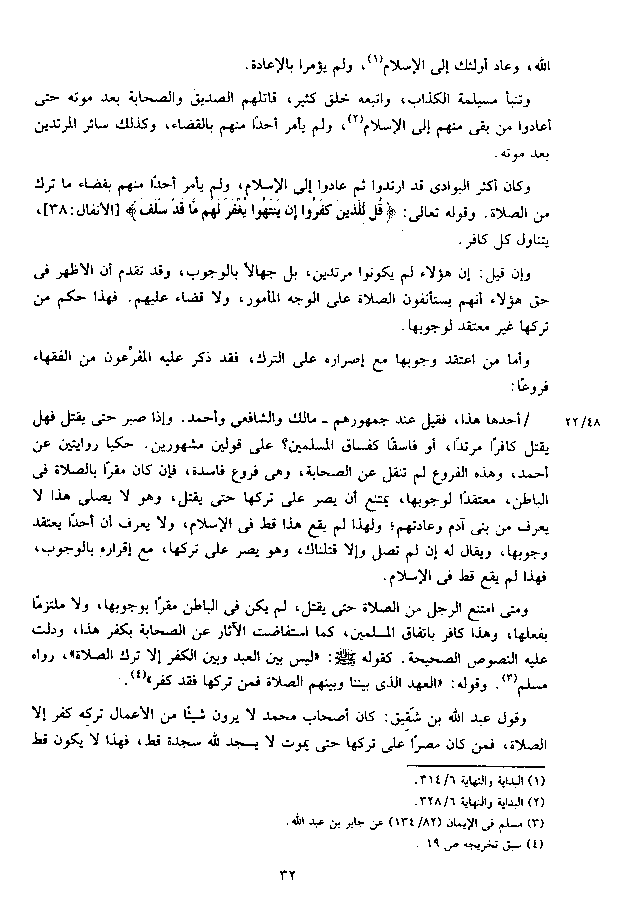 الله، وعاد أولئك إلى الإسلام(١)، ولم يؤمرا بالإعادة.
وتنبأ مسيلمة الكذاب، واتبعه خلق كثير، قاتلهم الصديق والصحابة بعد موته حتى
أعادوا من بقى منهم إلى الإسلام(٢)، ولم يأمر أحدًا منهم بالقضاء، وكذلك سائر المرتدين
بعد موته.
وكان أكثر البوادى قد ارتدوا ثم عادوا إلى الإسلام، ولم يأمر أحدًا منهم بقضاء ما ترك
من الصلاة. وقوله تعالى: ﴿قُل لِّلَّذِينَ كَفَرُوا إِن يَنتَهُوا يُغْفَرْ لَهُم مَّا قَدْ سَلَفَ﴾ [الأنفال:٣٨]،
يتناول كل كافر.
وإن قيل: إن هؤلاء لم يكونوا مرتدين، بل جهالاً بالوجوب، وقد تقدم أن الاظهر فى
حق هؤلاء أنهم يستأنفون الصلاة على الوجه المأمور، ولا قضاء عليهم. فهذا حكم من
تركها غير معتقد لوجوبها.
وأما من اعتقد وجوبها مع إصراره على الترك، فقد ذكر عليه المفرِّعون من الفقهاء
فروعًا:
٢٢/٤٨ / أحدها هذا، فقيل عند جمهورهم ـ مالك والشافعي وأحمد. وإذا صبر حتى يقتل فهل
يقتل كافرًا مرتدًا، أو فاسقًا كفساق المسلمين؟ على قولين مشهورين. حكيا روايتين عن
أحمد، وهذه الفروع لم تنقل عن الصحابة، وهى فروع فاسدة، فإن كان مقرًا بالصلاة فى
الباطن، معتقدًا لوجوبها، يمتنع أن يصر على تركها حتى يقتل، وهو لا يصلى هذا لا
يعرف من بنى آدم وعادتهم؛ ولهذا لم يقع هذا قط فى الإسلام، ولا يعرف أن أحدًا يعتقد
وجوبها، ويقال له إن لم تصل وإلا قتلناك، وهو يصر على تركها، مع إقراره بالوجوب،
فهذا لم يقع قط فى الإسلام.
ومتى امتنع الرجل من الصلاة حتى يقتل، لم يكن فى الباطن مقرًا بوجوبها، ولا ملتزمًا
بفعلها، وهذا كافر باتفاق المسلمين، كما استفاضت الآثار عن الصحابة بكفر هذا، ودلت
عليه النصوص الصحيحة. كقوله ﷺ: «ليس بين العبد وبين الكفر إلا ترك الصلاة»، رواه
مسلم(٣). وقوله: «العهد الذى بيننا وبينهم الصلاة فمن تركها فقد كفر»(٤).
وقول عبد الله بن شَقِيق: كان أصحاب محمد لا يرون شيئًا من الأعمال تركه كفر إلا
الصلاة، فمن كان مصرًا على تركها حتى يموت لا يسجد لله سجدة قط، فهذا لا يكون قط
(١) البداية والنهاية ٣١٤/٦.
(٢) البداية والنهاية ٣٢٨/٦.
(٣) مسلم فى الإيمان (١٣٤/٨٢) عن جابر بن عبد الله.
(٤) سبق تخريجه ص ١٩ .
٣٢